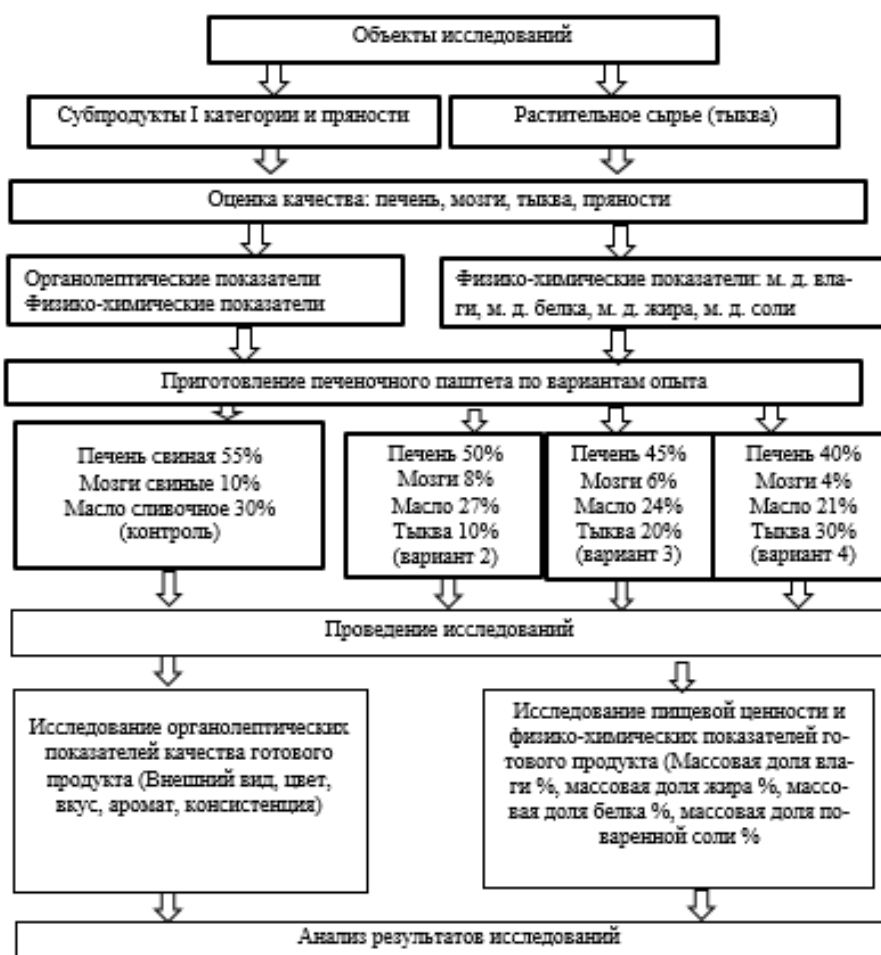 Объекты исследований
Субпродукты I категории и пряности
Растительное сырье (тыква)
Оценка качества: печень, мозги, тыква, пряности
Органолептические показатели
Физико-химические показатели
Физико-химические показатели: м. д. вла-
ги, м. д. белка, м. д. жира, м. д. соли
Приготовление печеночного паштета по вариантам опыта
Печень свиная 55%
Мозги свиные 10%
Масло сливочное 30%
(контроль)
Печень 50%
Мозги 8%
Масло 27%
Тыква 10%
(вариант 2)
Печень 45%
Мозги 6%
Масло 24%
Тыква 20%
(вариант 3)
Печень 40%
Мозги 4%
Масло 21%
Тыква 30%
(вариант 4)
Проведение исследований
Исследование органолептических
показателей качества готового
продукта (Внешний вид, цвет,
вкус, аромат, консистенция)
Исследование пищевой ценности и
физико-химических показателей го-
тового продукта (Массовая доля вла-
ги %, массовая доля жира %, массо-
вая доля белка %, массовая доля по-
варенной соли %
Анализ результатов исследований